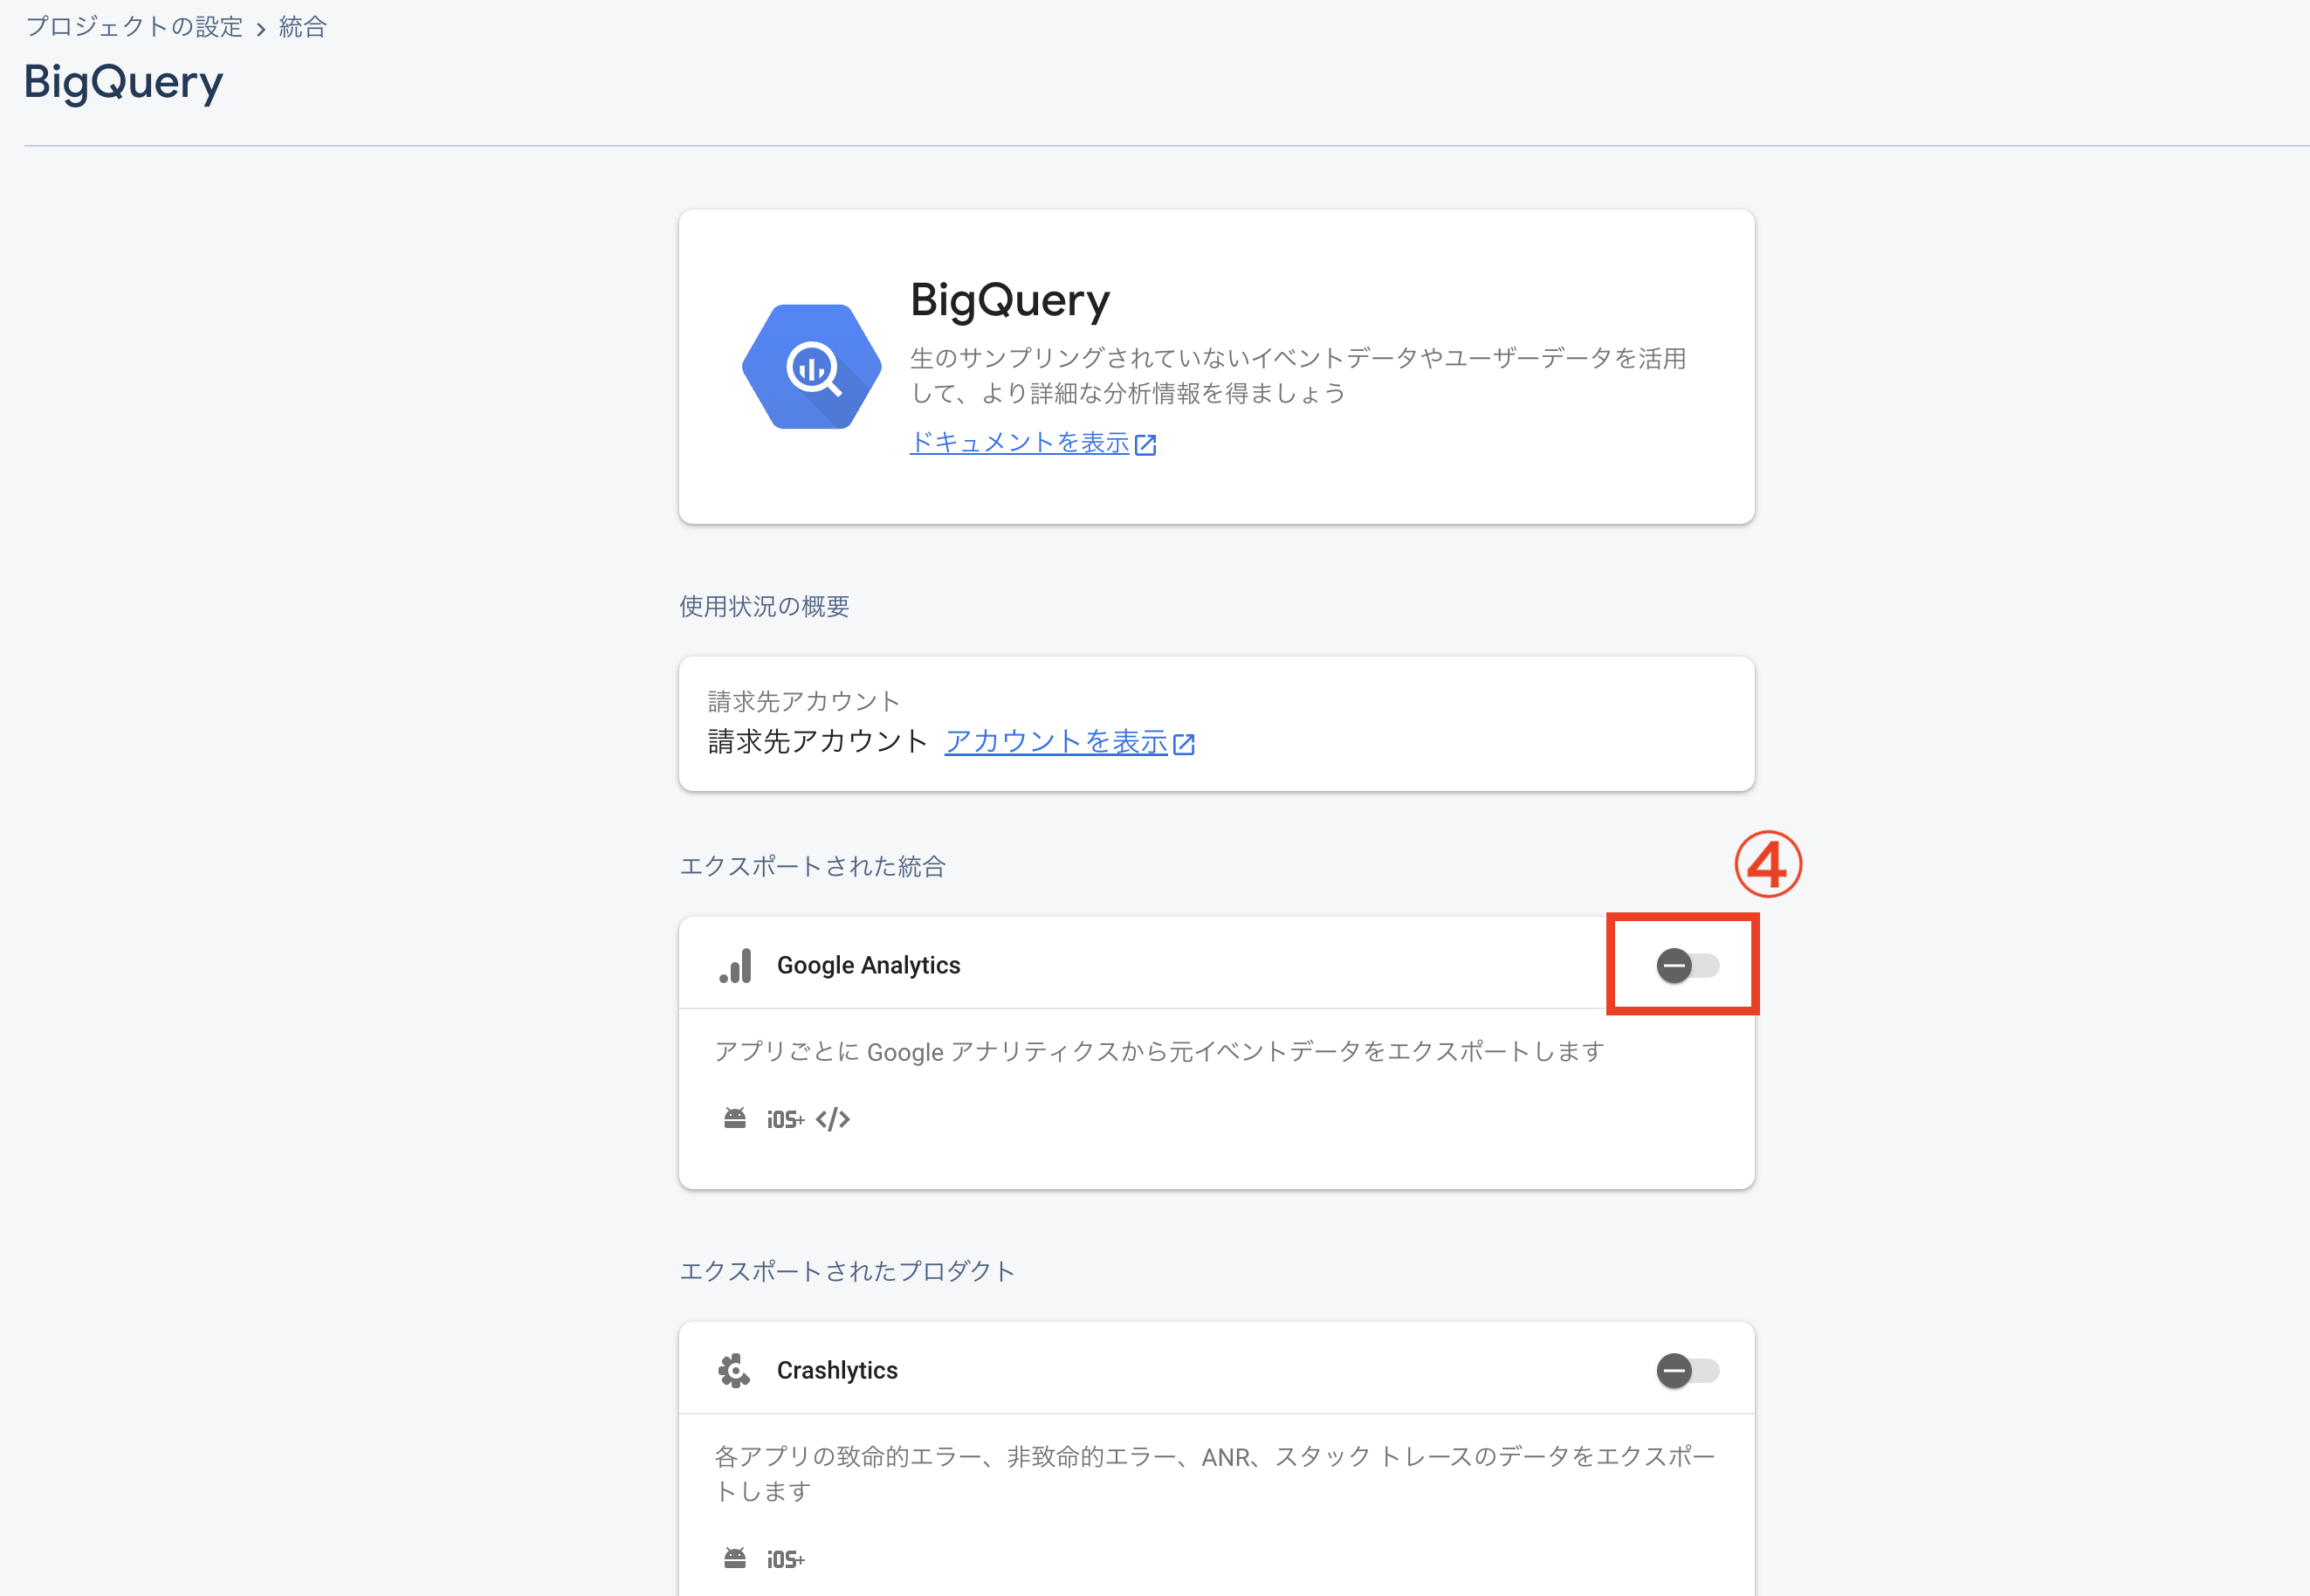 プロジェクトの設定 > 統合
BigQuery
BigQuery
生のサンプリングされていないイベントデータやユーザーデータを活用
して、より詳細な分析情報を得ましょう
ドキュメントを表示
使用状況の概要
請求先アカウント
請求先アカウント アカウントを表示
エクスポートされた統合
④
Google Analytics
アプリごとに Google アナリティクスから元イベントデータをエクスポートします
iOS+ </>
エクスポートされたプロダクト
Crashlytics
各アプリの致命的エラー、非致命的エラー、ANR、スタック トレースのデータをエクスポー
トします
iOS+